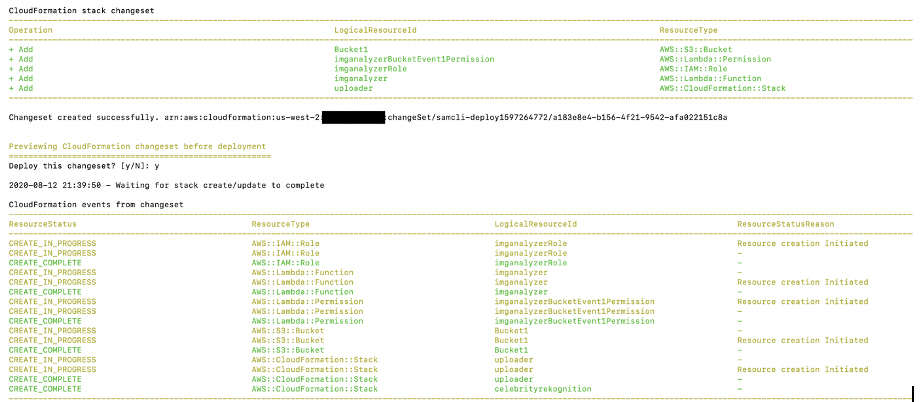 CloudFormation stack changeset
Operation LogicalResourceId ResourceType
+ Add Bucket1 AWS::S3::Bucket
+ Add imganalyzerBucketEvent1Permission AWS::Lambda::Permission
+ Add imganalyzerRole AWS::IAM::Role
+ Add imganalyzer AWS::Lambda::Function
+ Add uploader AWS::CloudFormation::Stack
Changeset created successfully. arn:aws:cloudformation:us-west-2: :changeSet/samcli-deploy1597264772/a183e8e4-b156-4f21-9542-afa022151c8a
Previewing CloudFormation changeset before deployment
======================================================
Deploy this changeset? [y/N]: y
2020-08-12 21:39:50 - Waiting for stack create/update to complete
CloudFormation events from changeset
ResourceStatus ResourceType LogicalResourceId ResourceStatusReason
CREATE_IN_PROGRESS AWS::IAM::Role imganalyzerRole Resource creation Initiated
CREATE_IN_PROGRESS AWS::IAM::Role imganalyzerRole -
CREATE_COMPLETE AWS::IAM::Role imganalyzerRole -
CREATE_IN_PROGRESS AWS::Lambda::Function imganalyzer -
CREATE_IN_PROGRESS AWS::Lambda::Function imganalyzer Resource creation Initiated
CREATE_COMPLETE AWS::Lambda::Function imganalyzer -
CREATE_IN_PROGRESS AWS::Lambda::Permission imganalyzerBucketEvent1Permission Resource creation Initiated
CREATE_IN_PROGRESS AWS::Lambda::Permission imganalyzerBucketEvent1Permission -
CREATE_COMPLETE AWS::Lambda::Permission imganalyzerBucketEvent1Permission -
CREATE_IN_PROGRESS AWS::S3::Bucket Bucket1 -
CREATE_IN_PROGRESS AWS::S3::Bucket Bucket1 Resource creation Initiated
CREATE_COMPLETE AWS::S3::Bucket Bucket1 -
CREATE_IN_PROGRESS AWS::CloudFormation::Stack uploader -
CREATE_IN_PROGRESS AWS::CloudFormation::Stack uploader Resource creation Initiated
CREATE_COMPLETE AWS::CloudFormation::Stack uploader -
CREATE_COMPLETE AWS::CloudFormation::Stack celebrityrekognition -